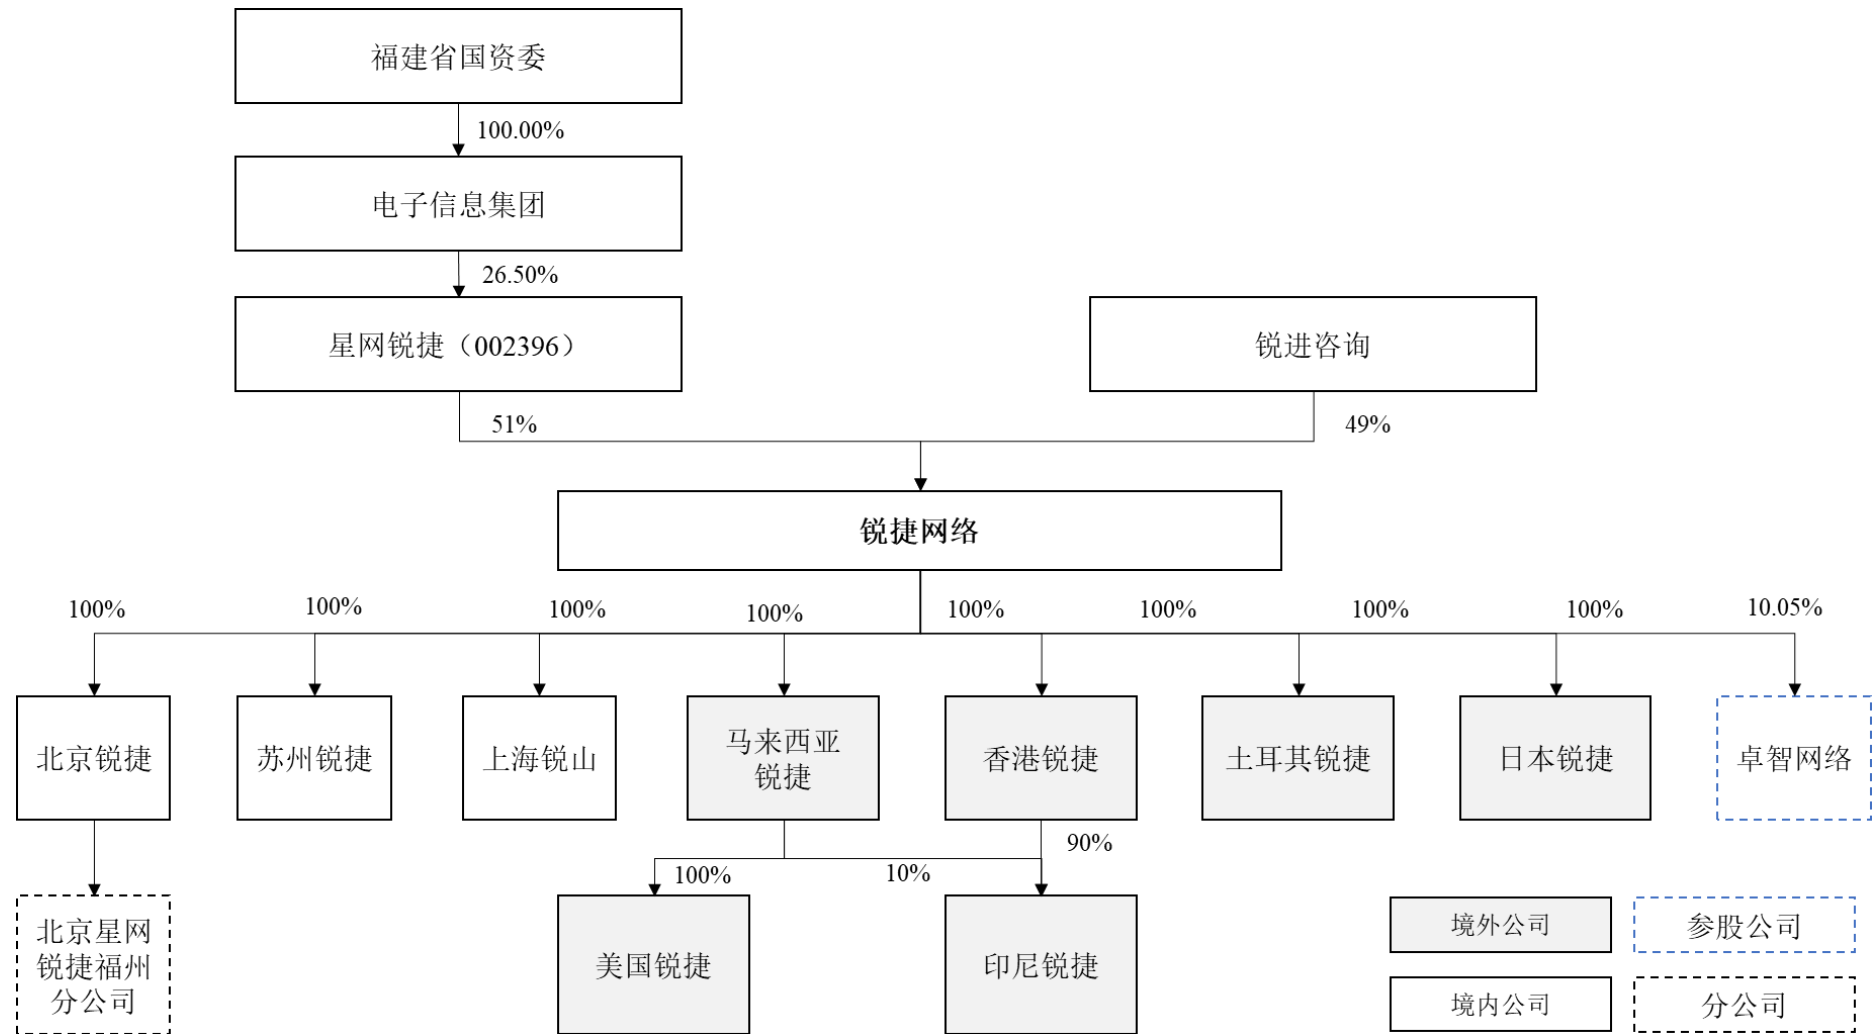 福建省国资委
100.00%
电子信息集团
26.50%
星网锐捷（002396）
锐进咨询
51%
49%
锐捷网络
100%
100%
100%
100%
100%
100%
100%
100%
10.05%
北京锐捷
苏州锐捷
上海锐山
马来西亚
锐捷
香港锐捷
土耳其锐捷
日本锐捷
卓智网络
100%
10%
90%
北京星网
锐捷福州
分公司
美国锐捷
印尼锐捷
境外公司
参股公司
境内公司
分公司